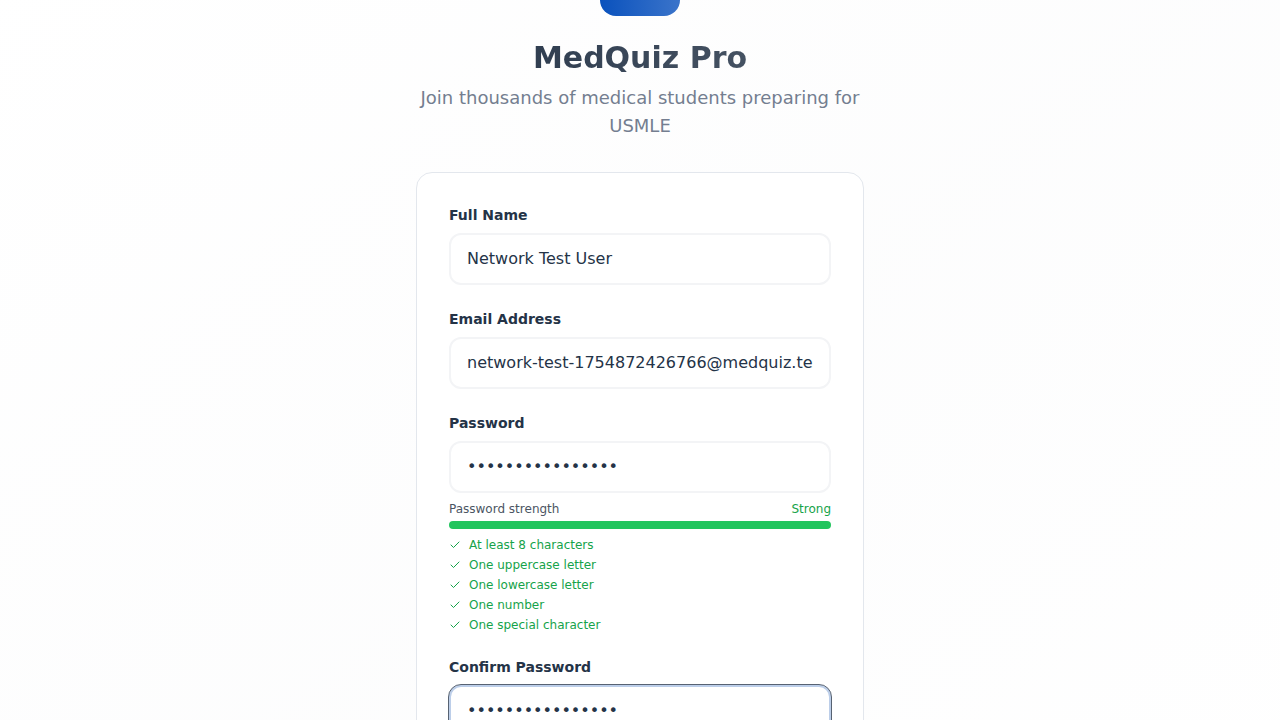 MedQuiz Pro
Join thousands of medical students preparing for
USMLE
Full Name
Network Test User
Email Address
network-test-1754872426766@medquiz.te
Password
••••••••••••••••
Password strength
Strong
At least 8 characters
One uppercase letter
One lowercase letter
One number
One special character
Confirm Password
••••••••••••••••